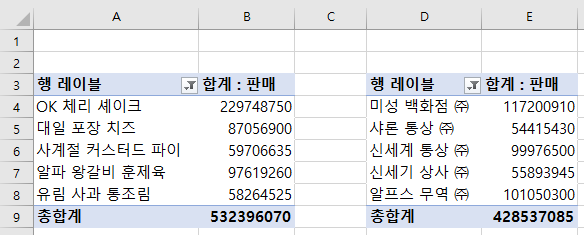 A B C D E
1
2
3 행 레이블 합계 : 판매 행 레이블 합계 : 판매
4 OK 체리 셰이크 229748750 미성 백화점 ㈜ 117200910
5 대일 포장 치즈 87056900 샤론 통상 ㈜ 54415430
6 사계절 커스터드 파이 59706635 신세계 통상 ㈜ 99976500
7 알파 왕갈비 훈제육 97619260 신세기 상사 ㈜ 55893945
8 유림 사과 통조림 58264525 알프스 무역 ㈜ 101050300
9 총합계 532396070 총합계 428537085